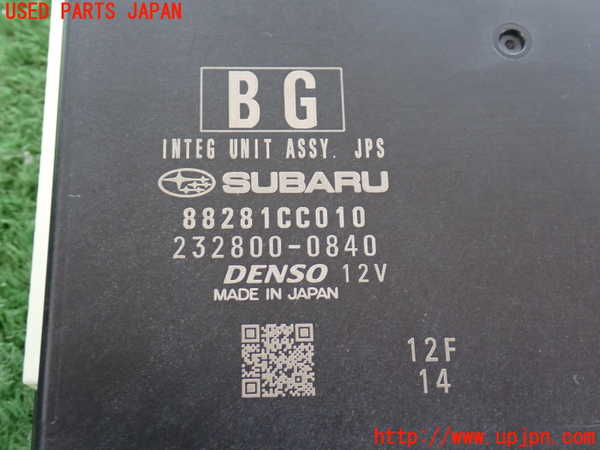 USED PARTS JAPAN
BG
INTEG UNIT ASSY. JPS
SUBARU
88281CC010
232800-0840
DENSO 12V
MADE IN JAPAN
12F
14
http://www.upjpn.com/